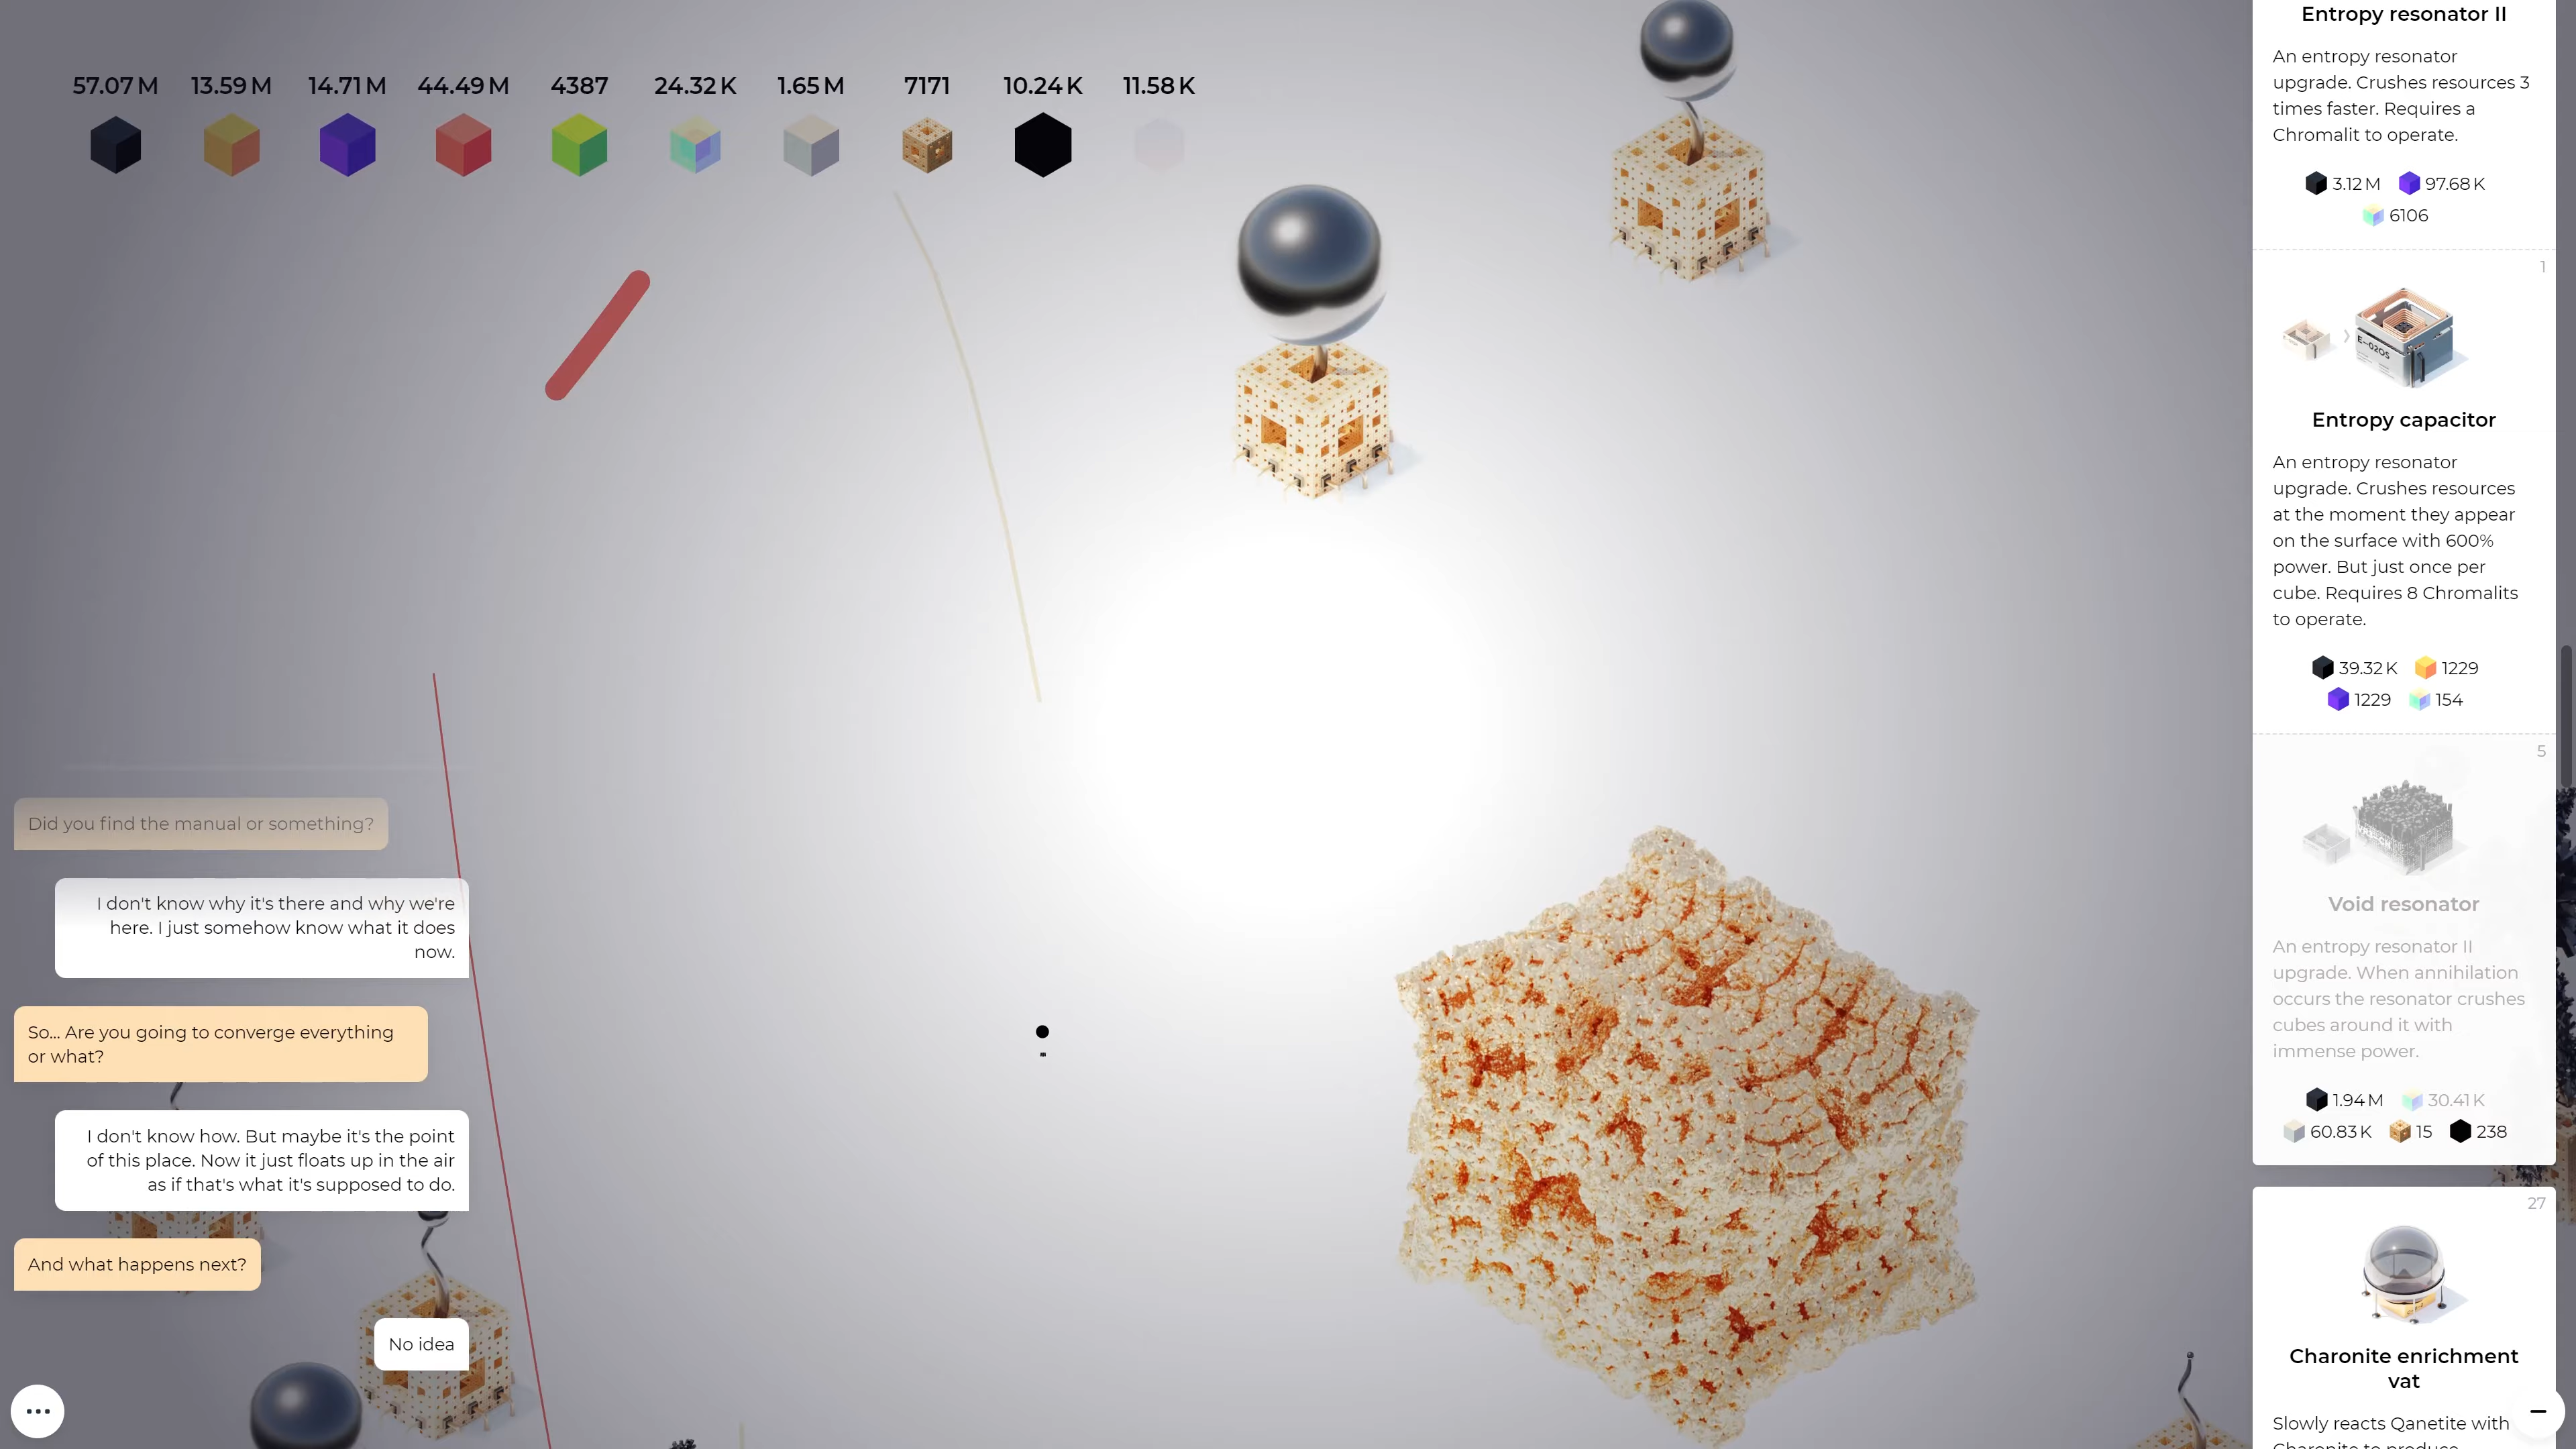 57.07 M 13.59 M 14.71 M 44.49 M 4387 24.32 K 1.65 M 7171 10.24 K 11.58 K
Did you find the manual or something?
I don't know why it's there and why we're
here. I just somehow know what it does
now.
So... Are you going to converge everything
or what?
I don't know how. But maybe it's the point
of this place. Now it just floats up in the air
as if that's what it's supposed to do.
And what happens next?
No idea
Entropy resonator II
An entropy resonator
upgrade. Crushes resources 3
times faster. Requires a
Chromalit to operate.
3.12 M 97.68 K
6106
1
E-02OS
Entropy capacitor
An entropy resonator
upgrade. Crushes resources
at the moment they appear
on the surface with 600%
power. But just once per
cube. Requires 8 Chromalits
to operate.
39.32 K 1229
1229 154
5
Void resonator
An entropy resonator II
upgrade. When annihilation
occurs the resonator crushes
cubes around it with
immense power.
1.94 M 30.41 K
60.83 K 15 238
27
Charonite enrichment
vat
Slowly reacts Qanetite with
Charonite to produce